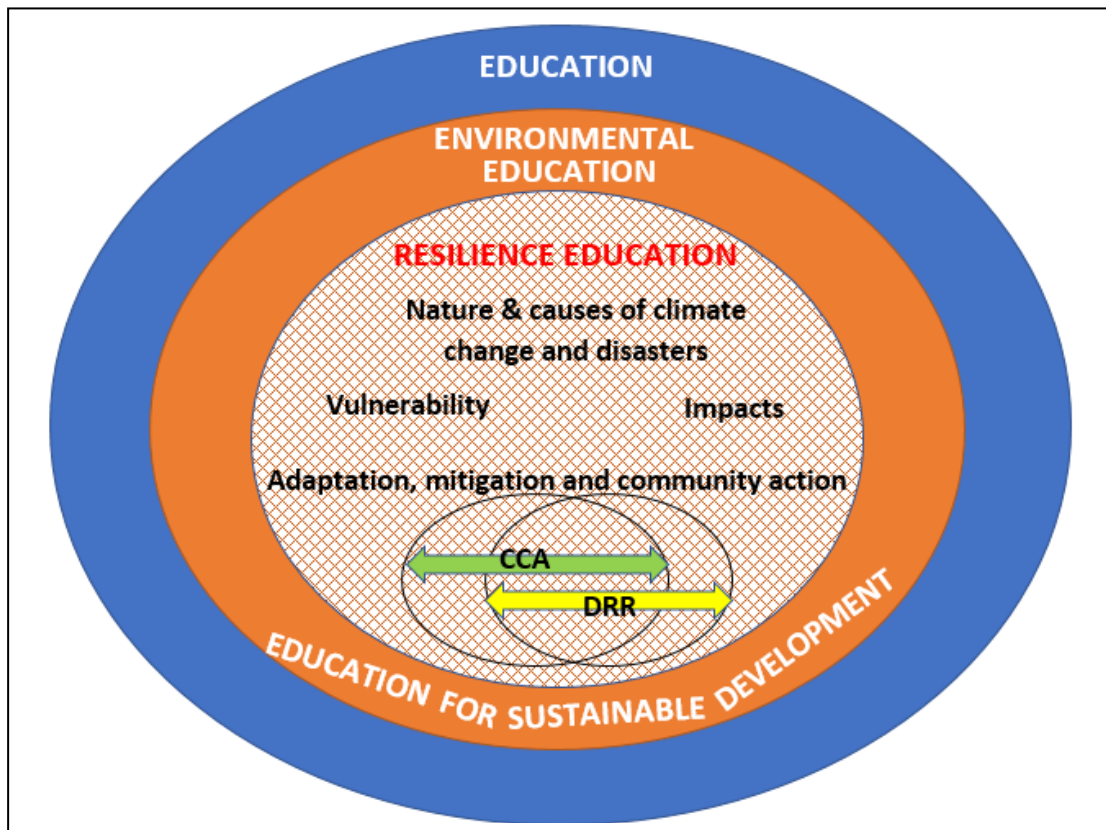 EDUCATION
ENVIRONMENTAL
EDUCATION
RESILIENCE EDUCATION
Nature & causes of climate
change and disasters
Vulnerability
Impacts
Adaptation, mitigation and community action
CCA
DRR
EDUCATION FOR SUSTAINABLE DEVELOPMENT